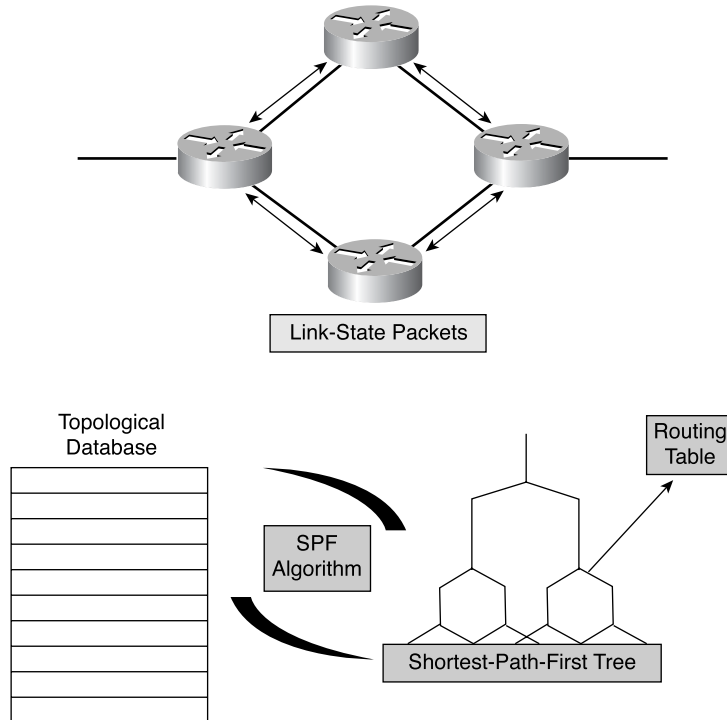 Link-State Packets
Topological
Database
Routing
Table
SPF
Algorithm
Shortest-Path-First Tree